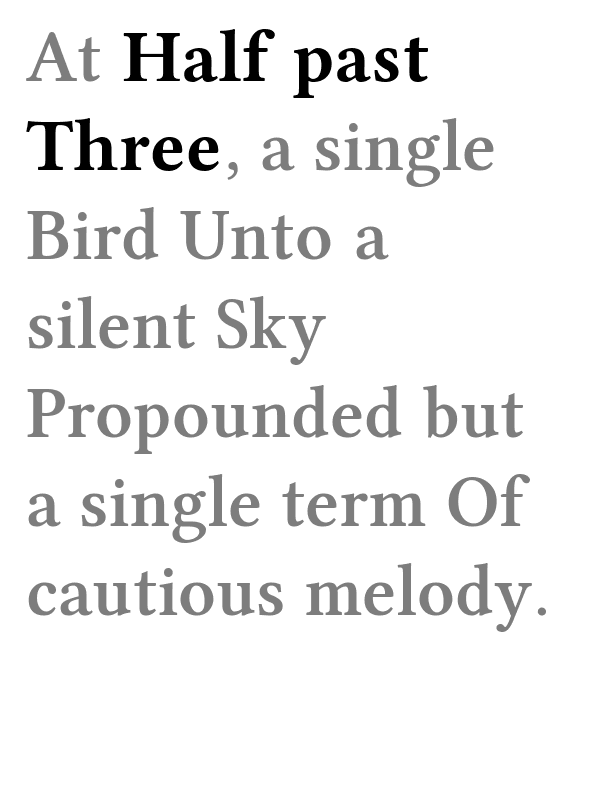 At Half past
Three, a single
Bird Unto a
silent Sky
Propounded but
a single term Of
cautious melody.